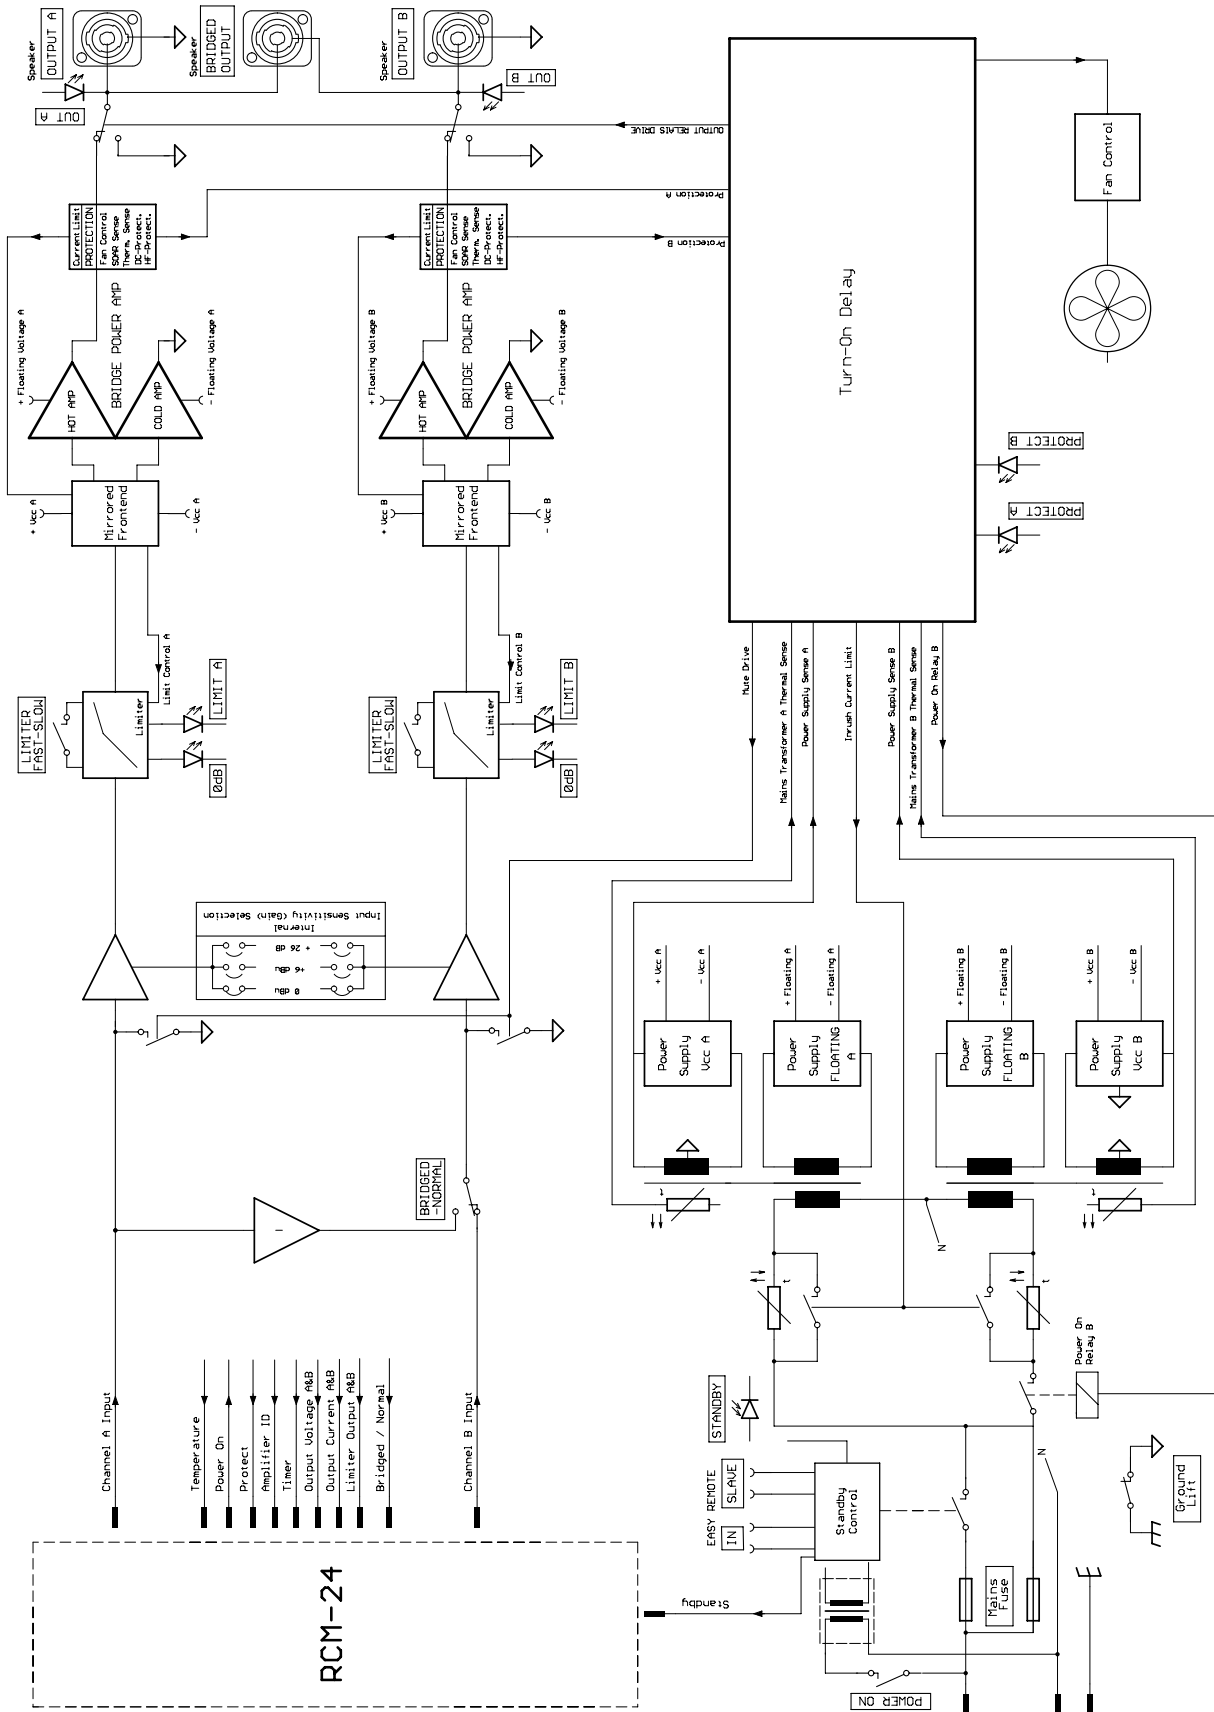 Speaker
OUTPUT A
Speaker
BRIDGED
OUTPUT
Speaker
OUTPUT B
OUT A
OUT B
OUTPUT RELAIS DRIVE
Protection A
Protection B
Current Limit
PROTECTION
Fan Control
SOAR Sense
Therm. Sense
DC-Protect.
HF-Protect.
Current Limit
PROTECTION
Fan Control
SOAR Sense
Therm. Sense
DC-Protect.
HF-Protect.
Fan Control
+ Floating Voltage A
- Floating Voltage A
BRIDGE POWER AMP
HOT AMP
COLD AMP
+ Floating Voltage B
- Floating Voltage B
BRIDGE POWER AMP
HOT AMP
COLD AMP
Turn-On Delay
PROTECT B
PROTECT A
+ Vcc A
- Vcc A
Mirrored
Frontend
+ Vcc B
- Vcc B
Mirrored
Frontend
Limit Control A
Limit Control B
LIMITER
FAST-SLOW
Limiter
LIMIT A
0dB
LIMITER
FAST-SLOW
Limiter
LIMIT B
0dB
Mute Drive
Mains Transformer A Thermal Sense
Power Supply Sense A
Inrush Current Limit
Power Supply Sense B
Mains Transformer B Thermal Sense
Power On Relay B
Internal
Input Sensitivity (Gain) Selection
+ 26 dB
+6 dBu
0 dBu
+ Vcc A
- Vcc A
+ Floating A
- Floating A
+ Floating B
- Floating B
+ Vcc B
- Vcc B
Power
Supply
Vcc A
Power
Supply
FLOATING
A
Power
Supply
FLOATING
B
Power
Supply
Vcc B
BRIDGED
-NORMAL
-
N
t
t
t
t
Power On
Relay B
Channel A Input
Temperature
Power On
Protect
Amplifier ID
Timer
Output Voltage A&B
Output Current A&B
Limiter Output A&B
Bridged / Normal
Channel B Input
STANDBY
EASY REMOTE
SLAVE
IN
Standby
Control
N
Ground
Lift
RCM-24
Standby
Mains
Fuse
POWER ON